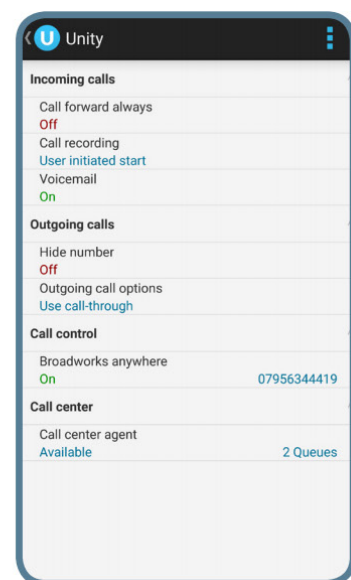 U Unity
Incoming calls
Call forward always
Off
Call recording
User initiated start
Voicemail
On
Outgoing calls
Hide number
Off
Outgoing call options
Use call-through
Call control
Broadworks anywhere
On 07956344419
Call center
Call center agent
Available 2 Queues